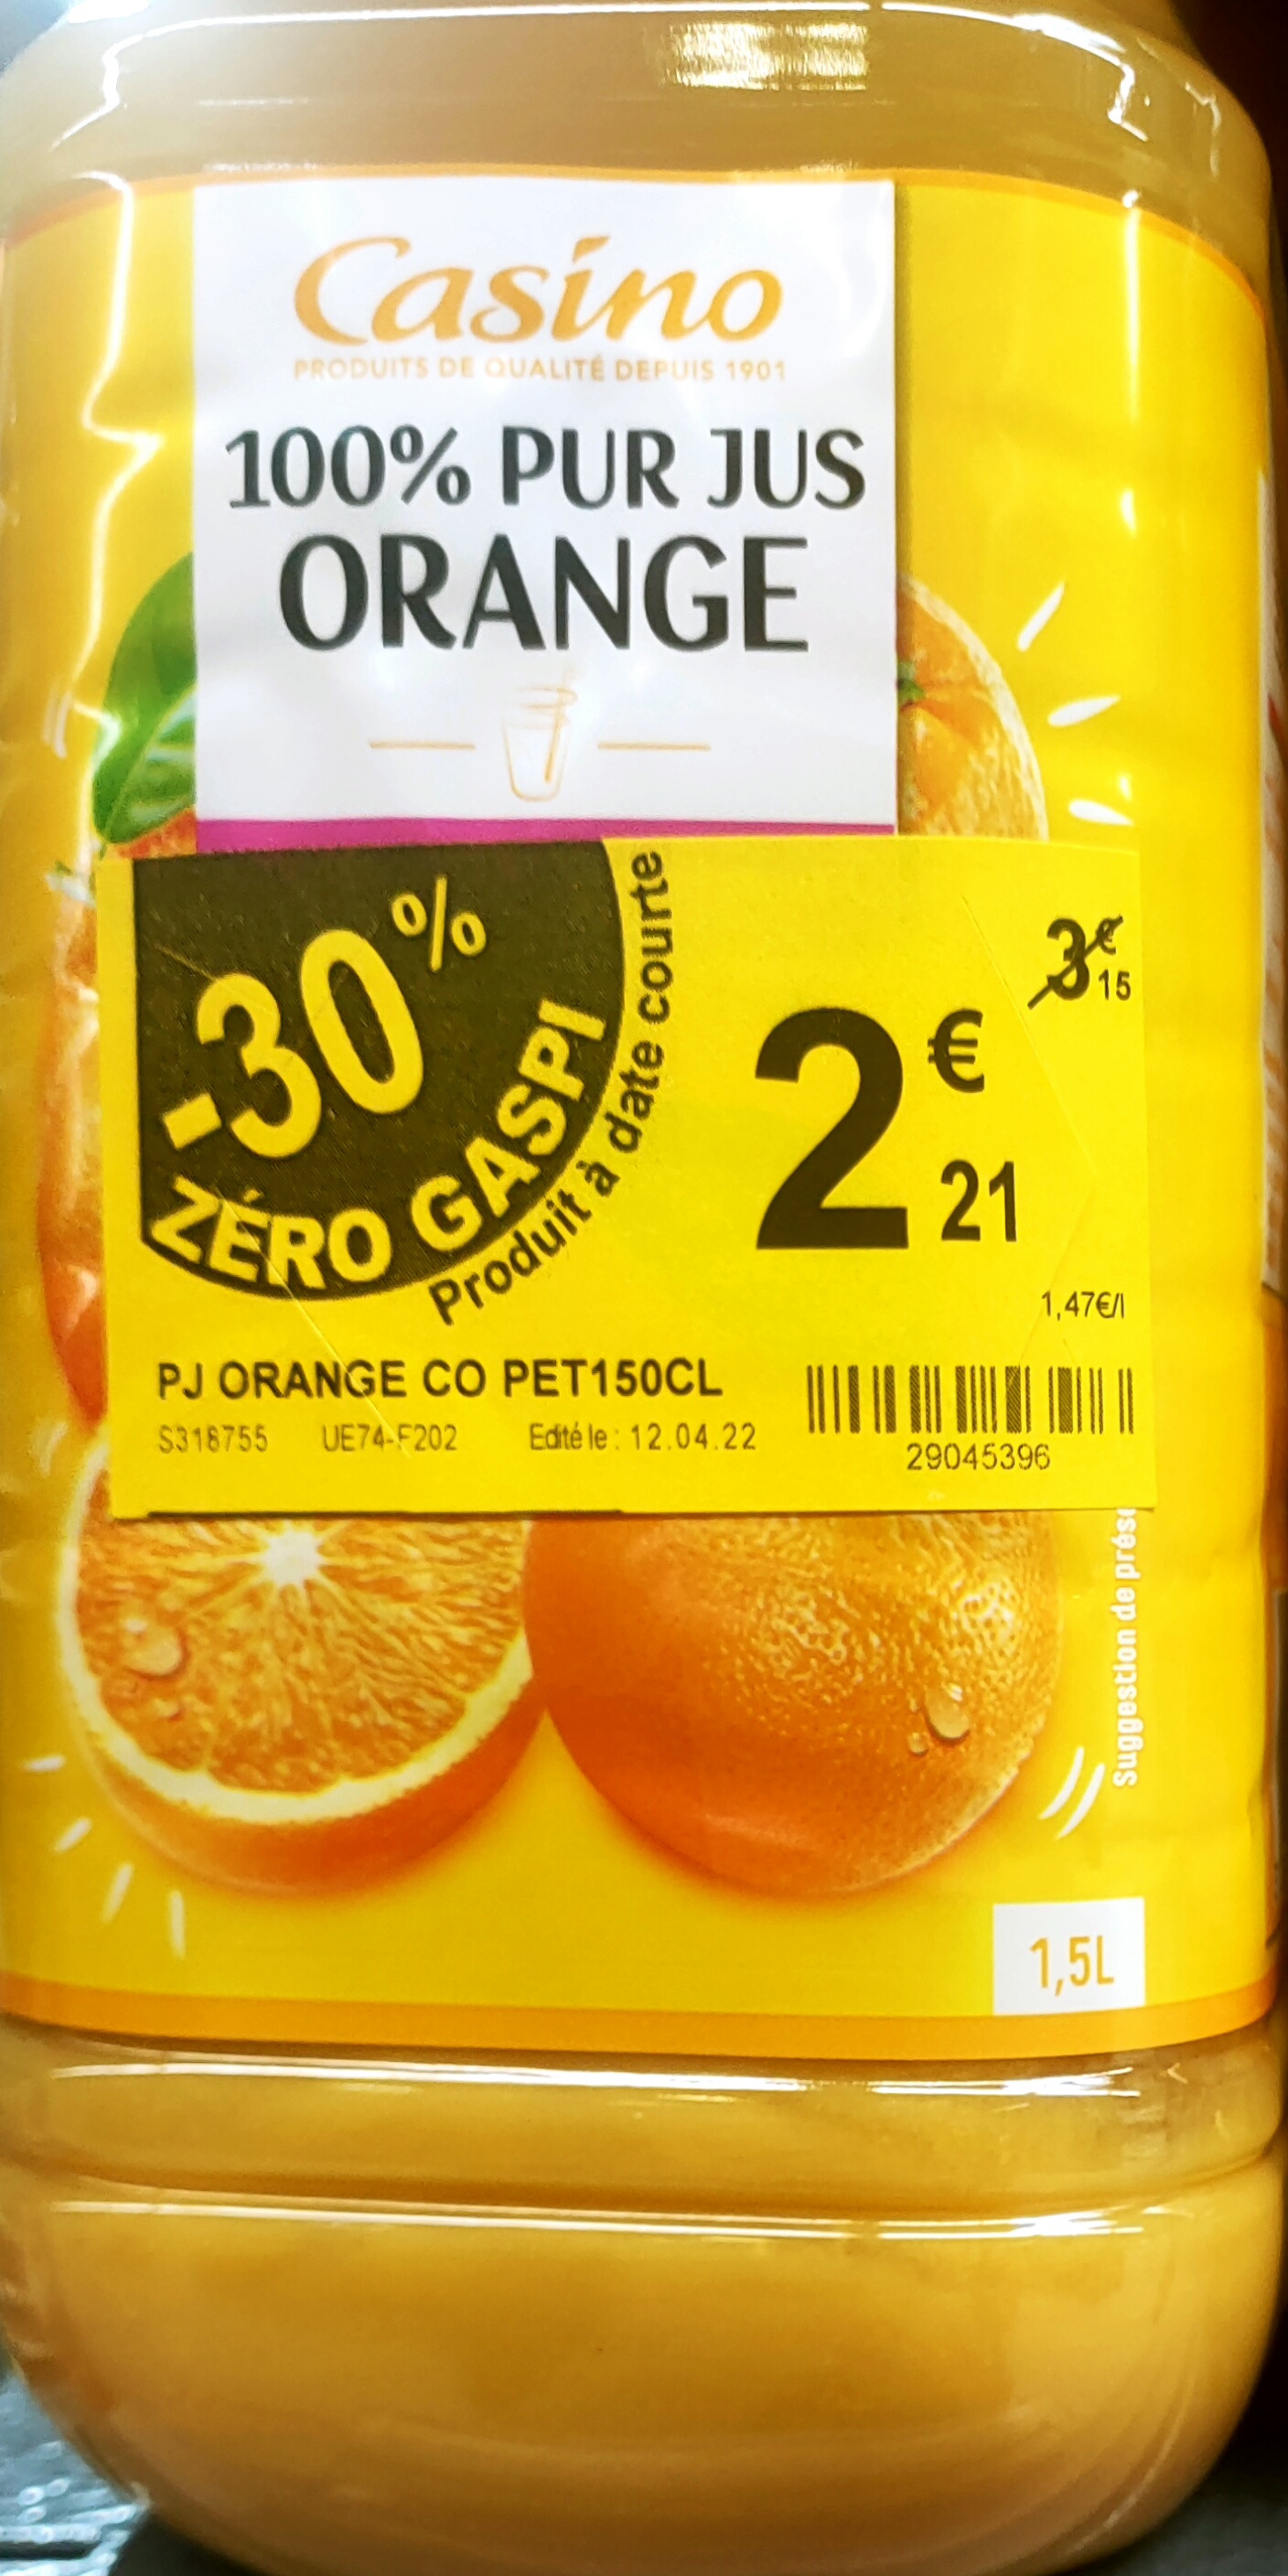 Casino
PRODUITS DE QUALITÉ DEPUIS 1901
100% PUR JUS
ORANGE
-30%
ZÉRO GASPI
Produit à date courte
3€15
2€21
1,47€/l
PJ ORANGE CO PET150CL
S318755 UE74-F202 Edité le : 12.04.22
29045396
Suggestion de
1,5L